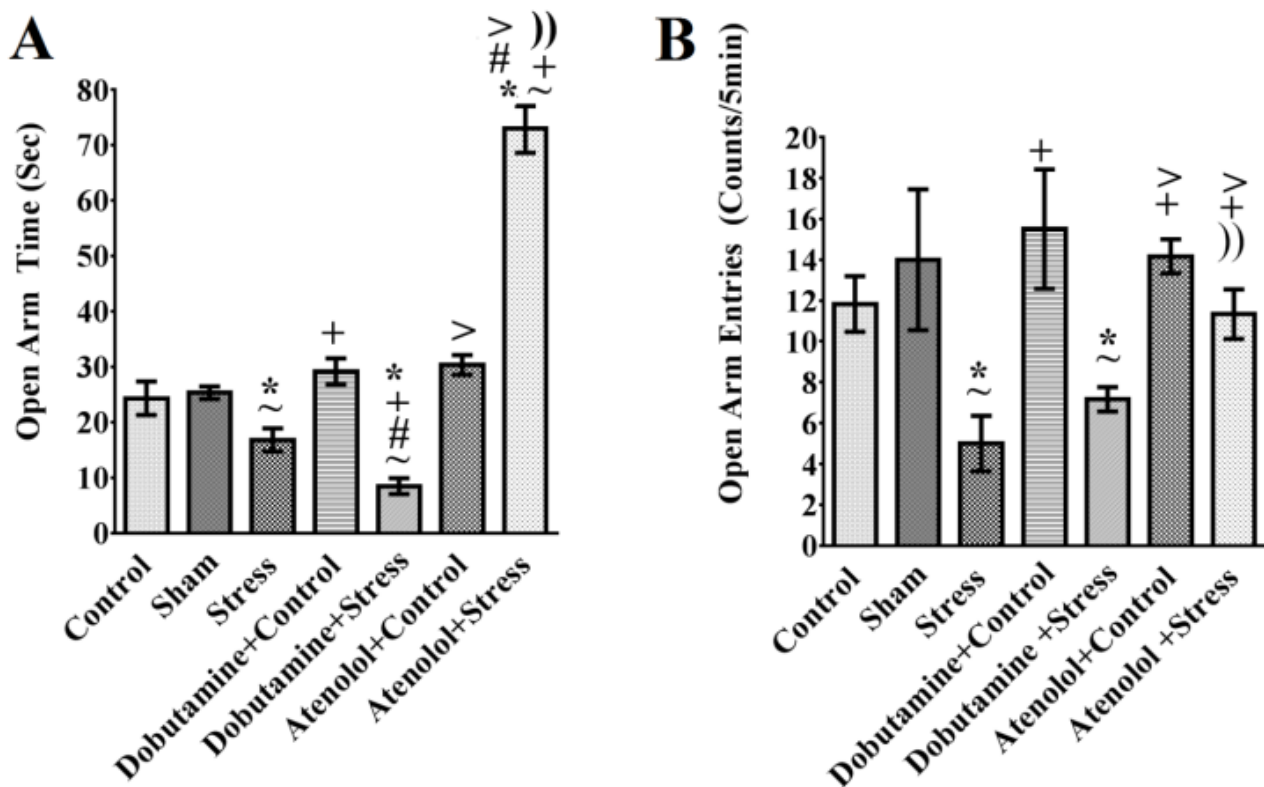 A
Open Arm Time (Sec)
80
70
60
50
40
30
20
10
0
*
~
+
*
+
#
~
>
> ))
# +
* ~
Control
Sham
Stress
Dobutamine+Control
Dobutamine+Stress
Atenolol+Control
Atenolol+Stress
B
Open Arm Entries (Counts/5min)
20
18
16
14
12
10
8
6
4
2
0
*
~
+
*
~
>
+
>
+
))
Control
Sham
Stress
Dobutamine+Control
Dobutamine +Stress
Atenolol+Control
Atenolol +Stress